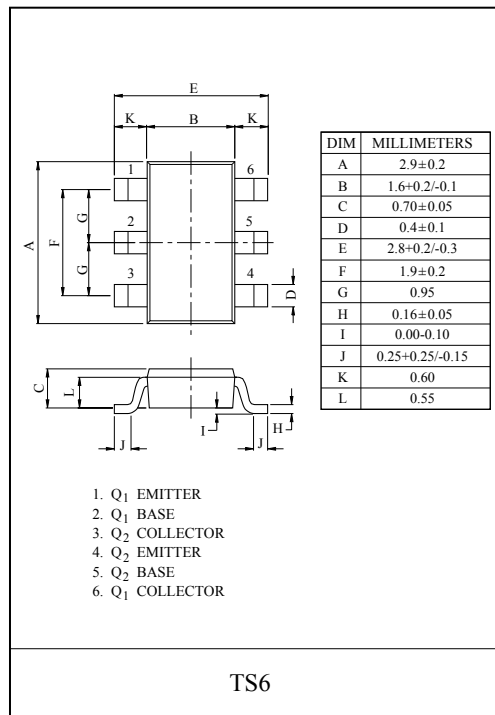 E
K B K
1 6
G
2 5
A F
G
3 4
D
C L
I H
J J
DIM MILLIMETERS
A 2.9±0.2
B 1.6+0.2/-0.1
C 0.70±0.05
D 0.4±0.1
E 2.8+0.2/-0.3
F 1.9±0.2
G 0.95
H 0.16±0.05
I 0.00-0.10
J 0.25+0.25/-0.15
K 0.60
L 0.55
1. Q1 EMITTER
2. Q1 BASE
3. Q2 COLLECTOR
4. Q2 EMITTER
5. Q2 BASE
6. Q1 COLLECTOR
TS6